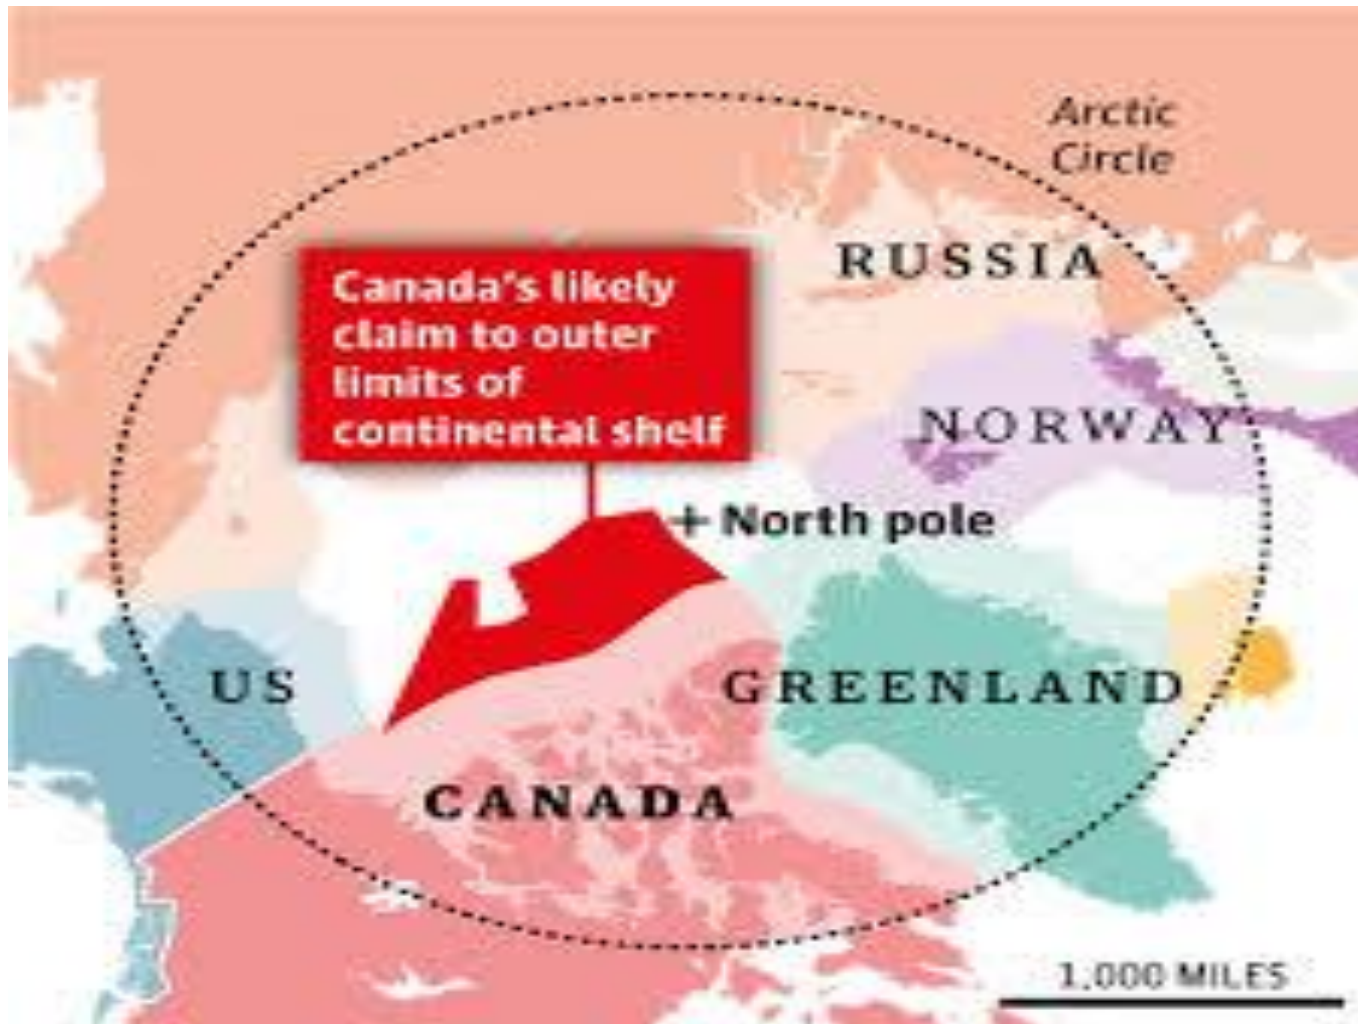 Arctic
Circle
RUSSIA
Canada's likely
claim to outer
limits of
continental shelf
NORWAY
+ North pole
US
GREENLAND
CANADA
1,000 MILES